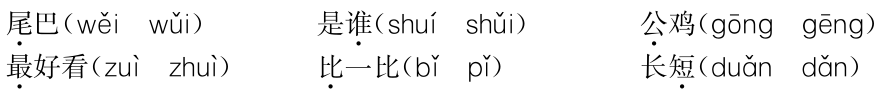 尾巴(wěi wǔi) 是谁(shuí shǔi) 公鸡(gōng gēng)
最好看(zuì zhuì) 比一比(bǐ pǐ) 长短(duǎn dǎn)